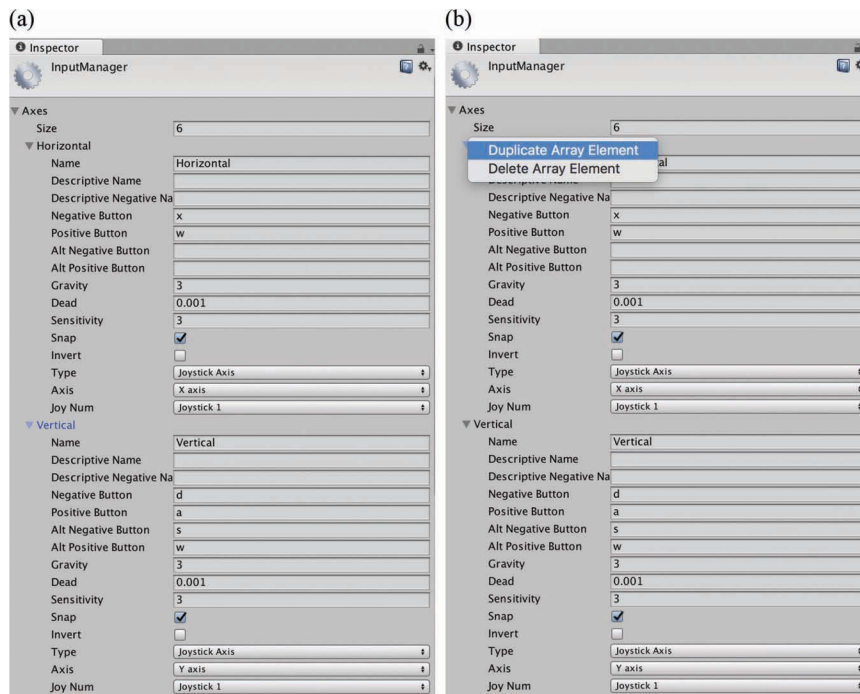 (a)
Inspector
InputManager
Axes
Size 6
Horizontal
Name Horizontal
Descriptive Name
Descriptive Negative Na
Negative Button x
Positive Button w
Alt Negative Button
Alt Positive Button
Gravity 3
Dead 0.001
Sensitivity 3
Snap
Invert
Type Joystick Axis
Axis X axis
Joy Num Joystick 1
Vertical
Name Vertical
Descriptive Name
Descriptive Negative Na
Negative Button d
Positive Button a
Alt Negative Button s
Alt Positive Button w
Gravity 3
Dead 0.001
Sensitivity 3
Snap
Invert
Type Joystick Axis
Axis Y axis
Joy Num Joystick 1
(b)
Inspector
InputManager
Axes
Size 6
Duplicate Array Element
Delete Array Element
al
Descriptive Negative Na
Negative Button x
Positive Button w
Alt Negative Button
Alt Positive Button
Gravity 3
Dead 0.001
Sensitivity 3
Snap
Invert
Type Joystick Axis
Axis X axis
Joy Num Joystick 1
Vertical
Name Vertical
Descriptive Name
Descriptive Negative Na
Negative Button d
Positive Button a
Alt Negative Button s
Alt Positive Button w
Gravity 3
Dead 0.001
Sensitivity 3
Snap
Invert
Type Joystick Axis
Axis Y axis
Joy Num Joystick 1